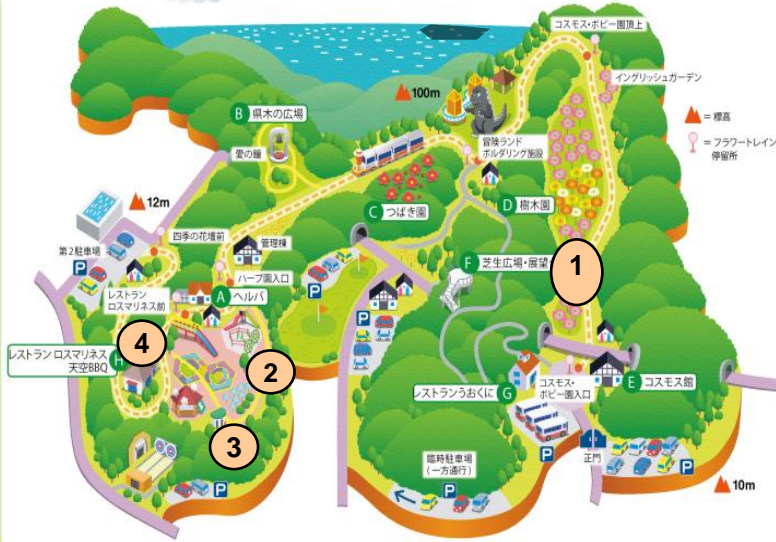 コスモス・ポピー園頂上
イングリッシュガーデン
100m
= 標高
= フラワートレイン
停留所
B 県木の広場
愛の鐘
冒険ランド
ボルダリング施設
D 樹木園
C つばき園
12m
第2駐車場
P
四季の花壇前
管理棟
ハーブ園入口
P
F 芝生広場・展望
1
A ヘルバ
レストラン
ロスマリネス前
P
4
レストラン ロスマリネス
天空BBQ
H
2
3
レストランうおくに G
コスモス・
ポピー園入口
E コスモス館
P
正門
P
臨時駐車場
(一方通行)
P
P
10m